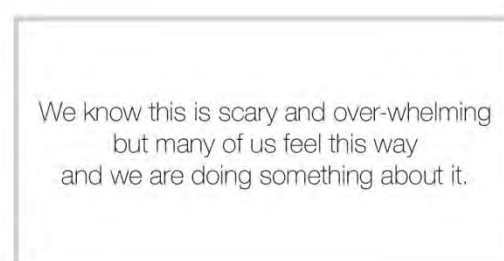 We know this is scary and over-whelming
but many of us feel this way
and we are doing something about it.